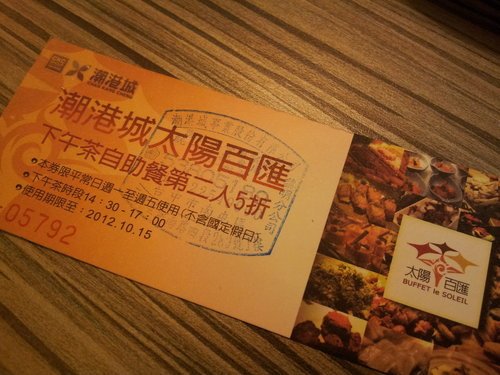 潮港城
潮港城太陽百匯
下午茶自助餐第二人5折
●本券限平常日週一至週五使用(不含國定假日)
●下午茶時段14:30-17:00
●使用期限至:2012.10.15
05792
太陽 百匯
BUFFET le SOLEIL